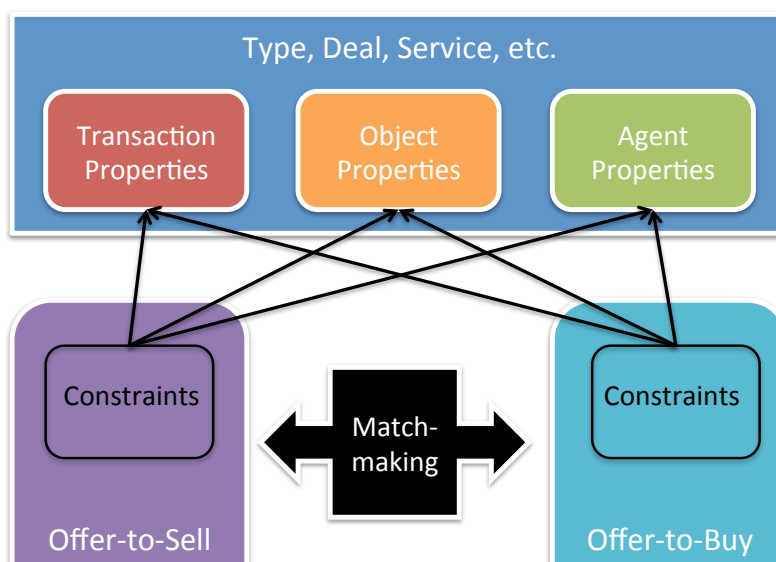 Type, Deal, Service, etc.
Transaction
Properties
Object
Properties
Agent
Properties
Constraints
Match-
making
Constraints
Offer-to-Sell
Offer-to-Buy